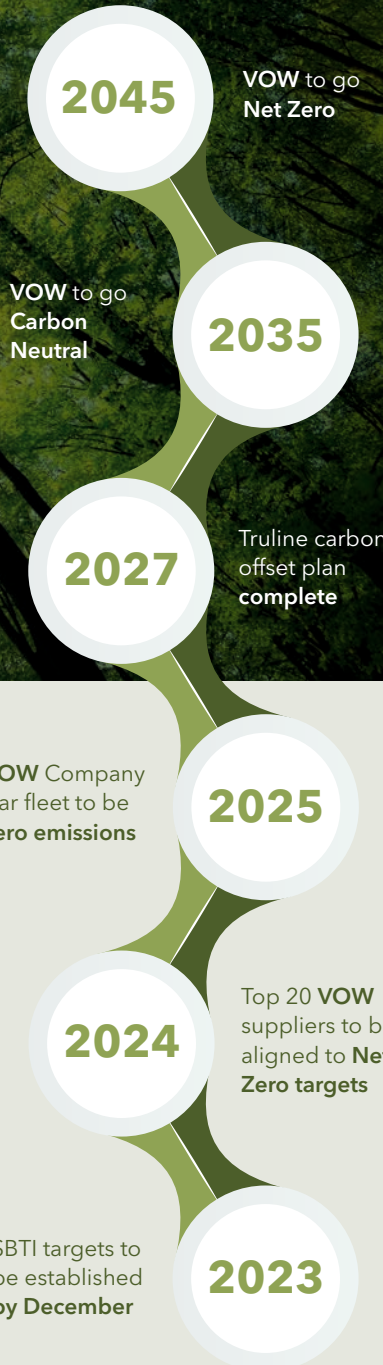 2045
VOW to go
Net Zero
VOW to go
Carbon
Neutral
2035
2027
Truline carbon
offset plan
complete
OW Company
ar fleet to be
ero emissions
2025
2024
Top 20 VOW
suppliers to b
aligned to Ne
Zero targets
SBTI targets to
be established
by December
2023